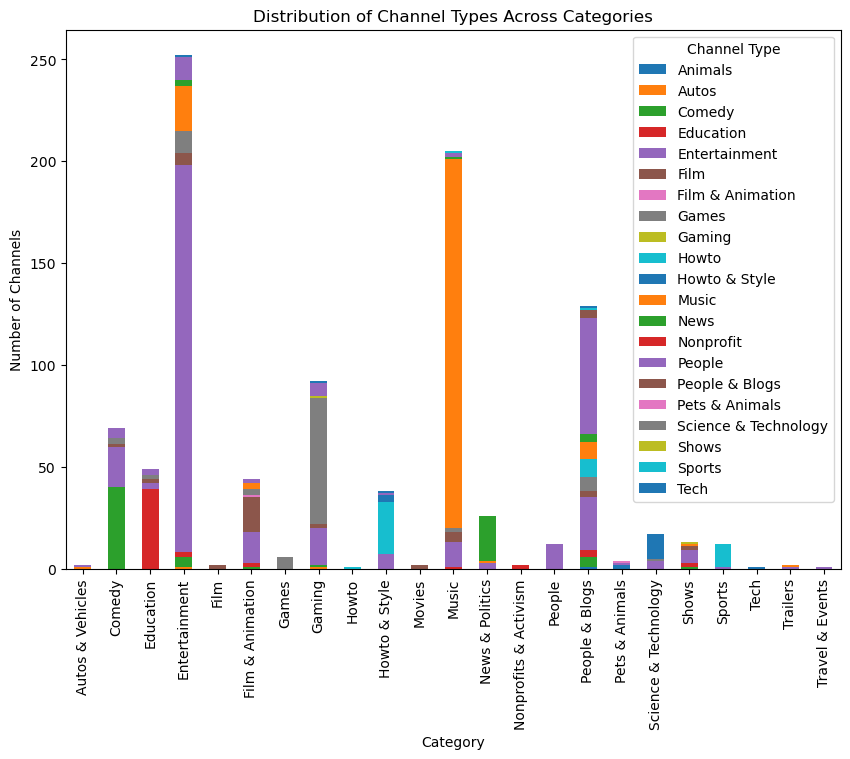 Distribution of Channel Types Across Categories
Number of Channels
250
200
150
100
50
0
Channel Type
Animals
Autos
Comedy
Education
Entertainment
Film
Film & Animation
Games
Gaming
Howto
Howto & Style
Music
News
Nonprofit
People
People & Blogs
Pets & Animals
Science & Technology
Shows
Sports
Tech
Autos & Vehicles
Comedy
Education
Entertainment
Film
Film & Animation
Games
Gaming
Howto
Howto & Style
Movies
Music
News & Politics
Nonprofits & Activism
People
People & Blogs
Pets & Animals
Science & Technology
Shows
Sports
Tech
Trailers
Travel & Events
Category